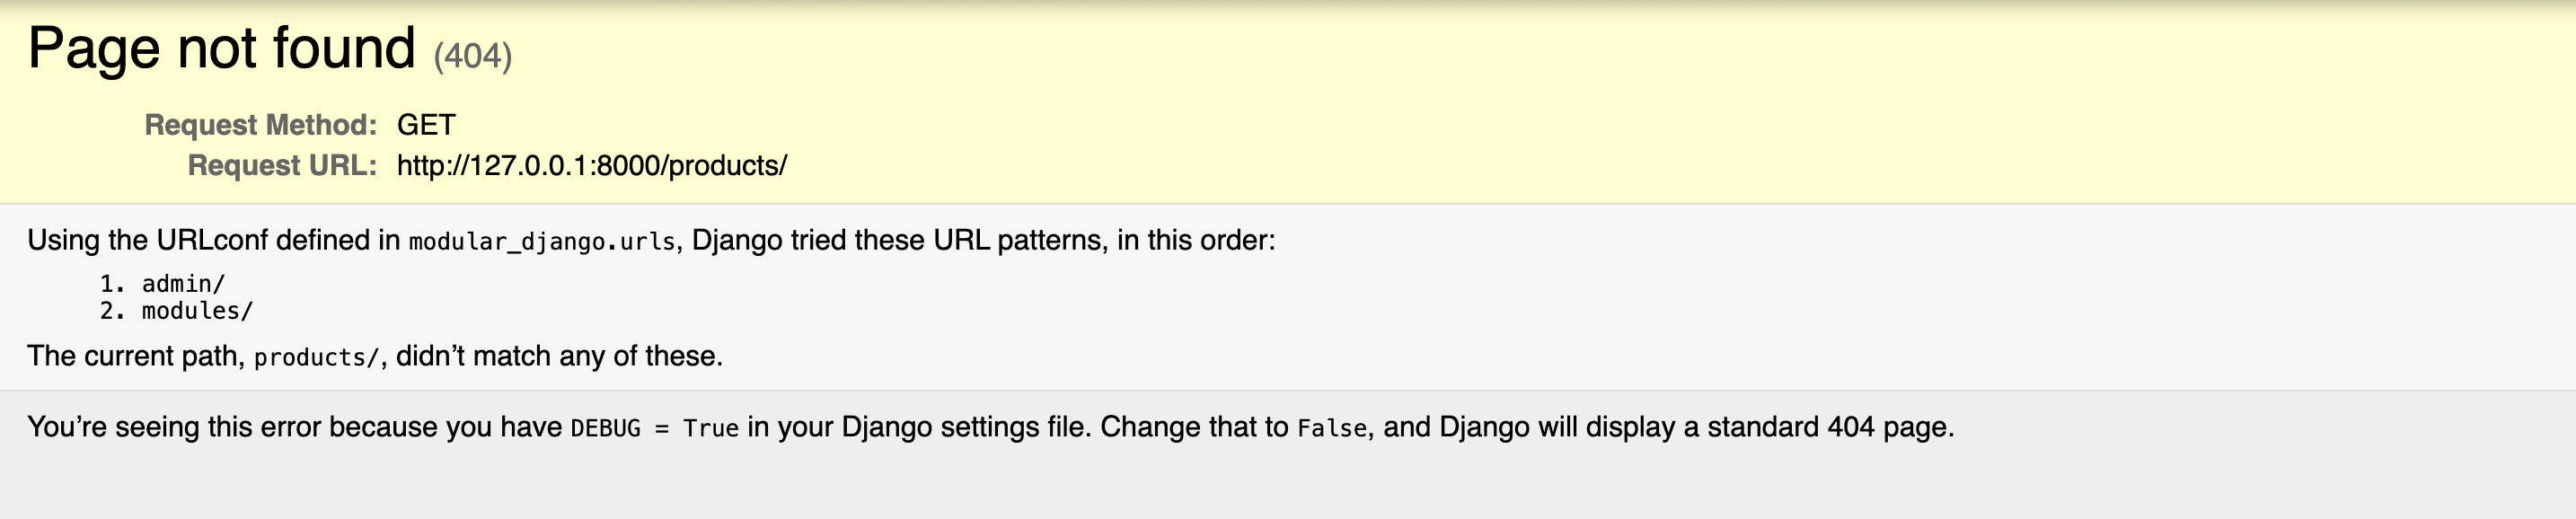 Page not found (404)
Request Method: GET
Request URL: http://127.0.0.1:8000/products/
Using the URLconf defined in modular_django.urls, Django tried these URL patterns, in this order:
1. admin/
2. modules/
The current path, products/, didn’t match any of these.
You’re seeing this error because you have DEBUG = True in your Django settings file. Change that to False, and Django will display a standard 404 page.